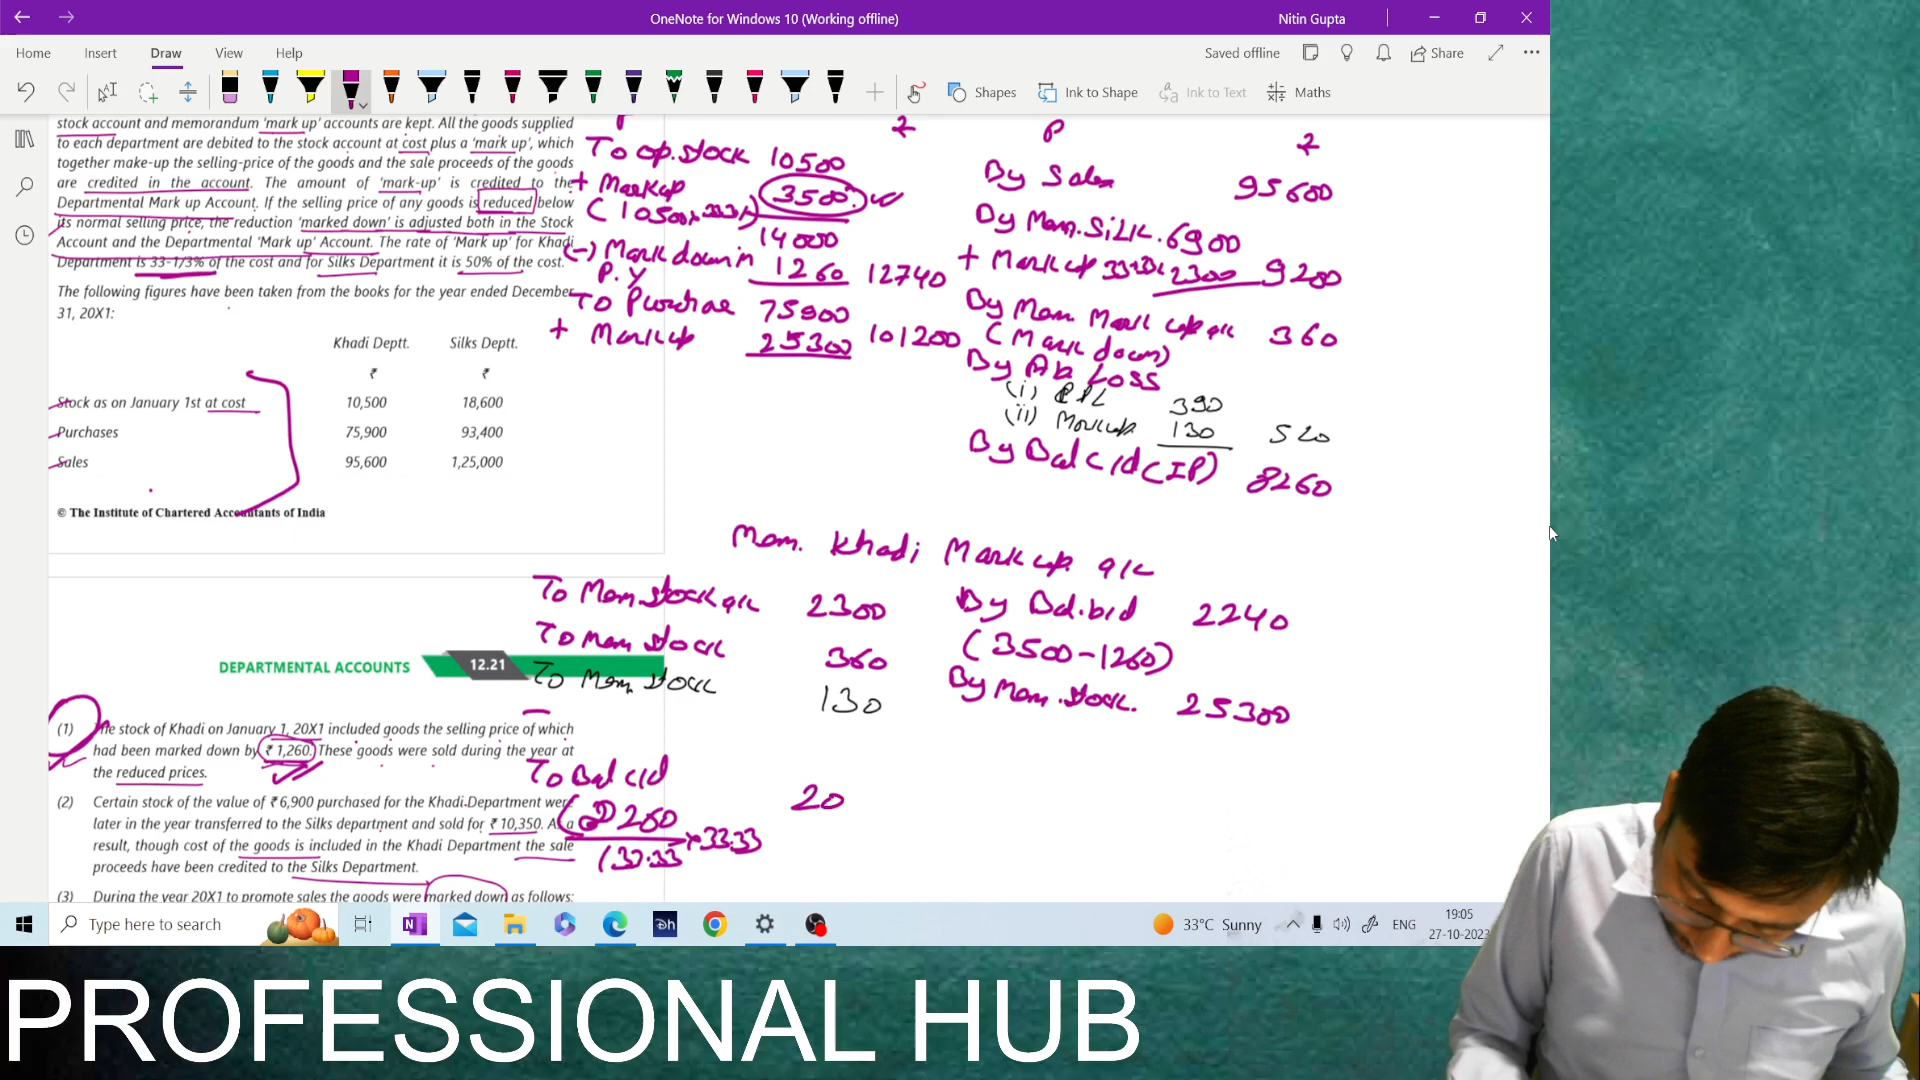 OneNote for Windows 10 (Working offline)
Nitin Gupta
Home Insert Draw View Help
Saved offline
Share
Shapes
Ink to Shape
Ink to Text
Maths
stock account and memorandum 'mark up' accounts are kept. All the goods supplied
to each department are debited to the stock account at cost plus a 'mark up', which
together make-up the selling-price of the goods and the sale proceeds of the goods
are credited in the account. The amount of 'mark-up' is credited to the
Departmental Mark up Account. If the selling price of any goods is reduced below
its normal selling price, the reduction 'marked down' is adjusted both in the Stock
Account and the Departmental 'Mark up' Account. The rate of 'Mark up' for Khadi
Department is 33-1/3% of the cost and for Silks Department it is 50% of the cost.
The following figures have been taken from the books for the year ended December
31, 20X1:
Khadi Deptt. Silks Deptt.
₹ ₹
Stock as on January 1st at cost 10,500 18,600
Purchases 75,900 93,400
Sales 95,600 1,25,000
© The Institute of Chartered Accountants of India
DEPARTMENTAL ACCOUNTS 12.21
(1) The stock of Khadi on January 1, 20X1 included goods the selling price of which
had been marked down by ₹ 1,260. These goods were sold during the year at
the reduced prices.
(2) Certain stock of the value of ₹ 6,900 purchased for the Khadi Department were
later in the year transferred to the Silks department and sold for ₹ 10,350. As a
result, though cost of the goods is included in the Khadi Department the sale
proceeds have been credited to the Silks Department.
(3) During the year 20X1 to promote sales the goods were marked down as follows:
P
To op. stock 10500
+ Markup 3500
14000
(-) Mark down in
P.Y 1260 12740
To Purchase 75900
+ Markup 25300 101200
P
By Sales 95600
By Mem. Silk. 6900
+ Mark up 2300 9200
By Mem Mark up a/c 360
(Mark down)
By Ab Loss
(i) P/L 390
(ii) Markup 130 520
By Bal c/d 8260
Mem. Khadi Mark up a/c
To Mem stock a/c 2300
To mem stock 360
To Mem stock 130
To Bal c/d 20
By Bal. b/d 2240
(3500-1260)
By Mem. stock. 25300
Type here to search
33°C Sunny
ENG
19:05
27-10-2023
PROFESSIONAL HUB